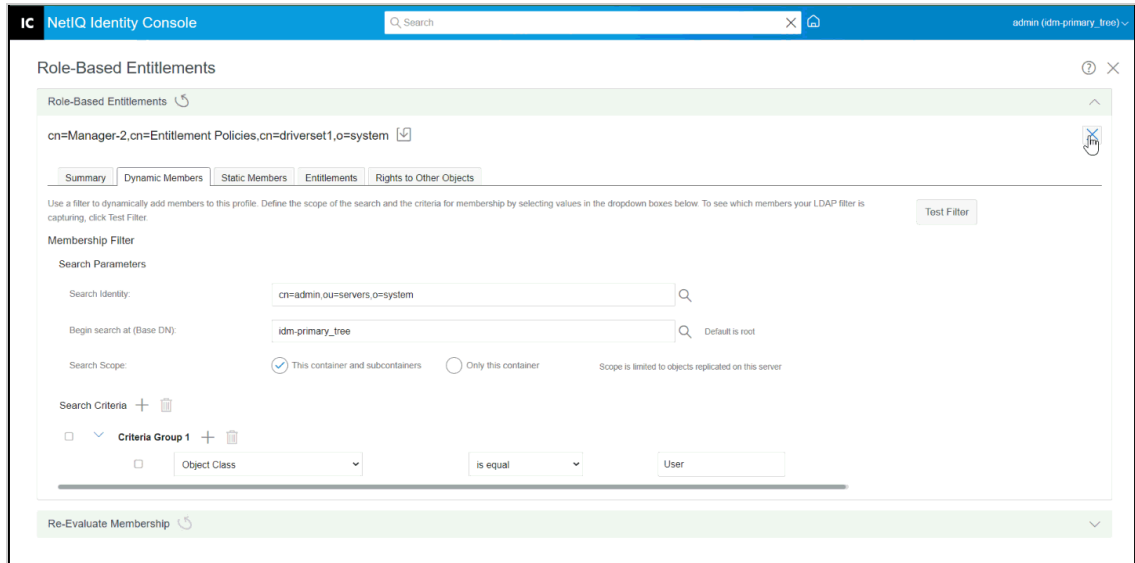 IC NetIQ Identity Console Search admin (idm-primary_tree)
Role-Based Entitlements
Role-Based Entitlements
cn=Manager-2,cn=Entitlement Policies,cn=driverset1,o=system
Summary Dynamic Members Static Members Entitlements Rights to Other Objects
Use a filter to dynamically add members to this profile. Define the scope of the search and the criteria for membership by selecting values in the dropdown boxes below. To see which members your LDAP filter is
capturing, click Test Filter.
Test Filter
Membership Filter
Search Parameters
Search Identity: cn=admin,ou=servers,o=system
Begin search at (Base DN): idm-primary_tree Default is root
Search Scope: This container and subcontainers Only this container Scope is limited to objects replicated on this server
Search Criteria
Criteria Group 1
Object Class is equal User
Re-Evaluate Membership